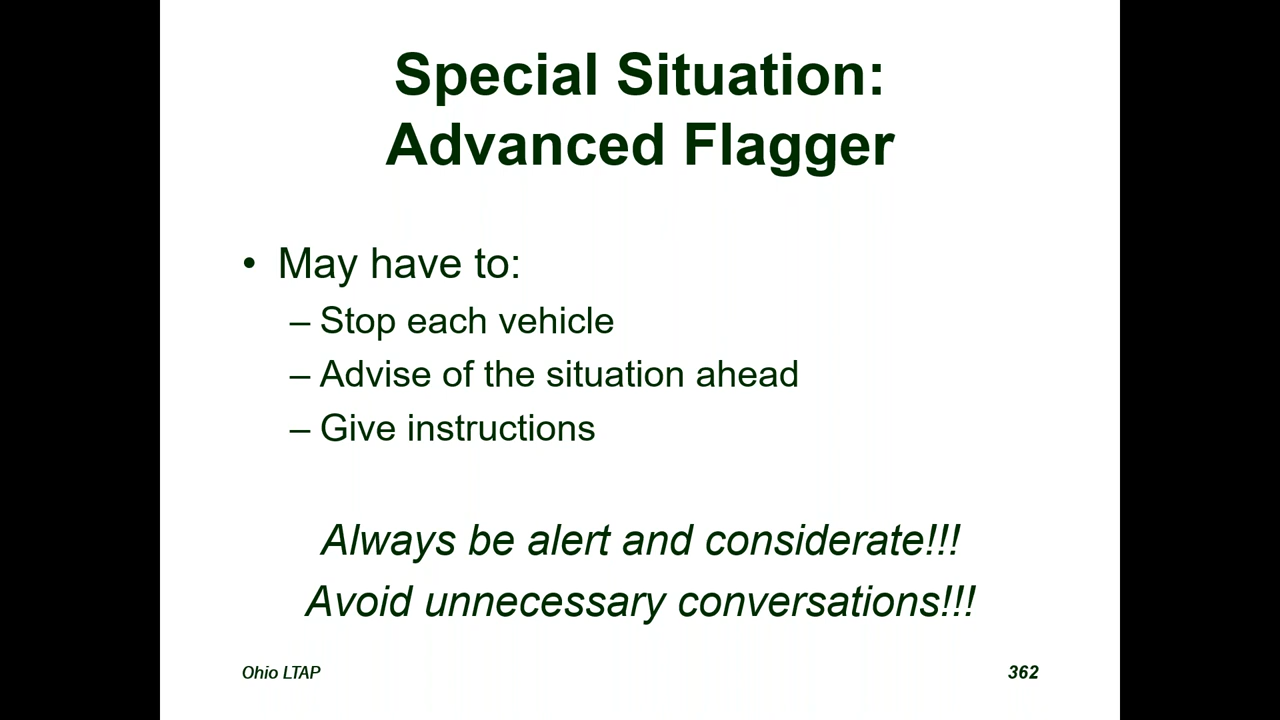 Special Situation:
Advanced Flagger
• May have to:
– Stop each vehicle
– Advise of the situation ahead
– Give instructions
Always be alert and considerate!!!
Avoid unnecessary conversations!!!
Ohio LTAP
362